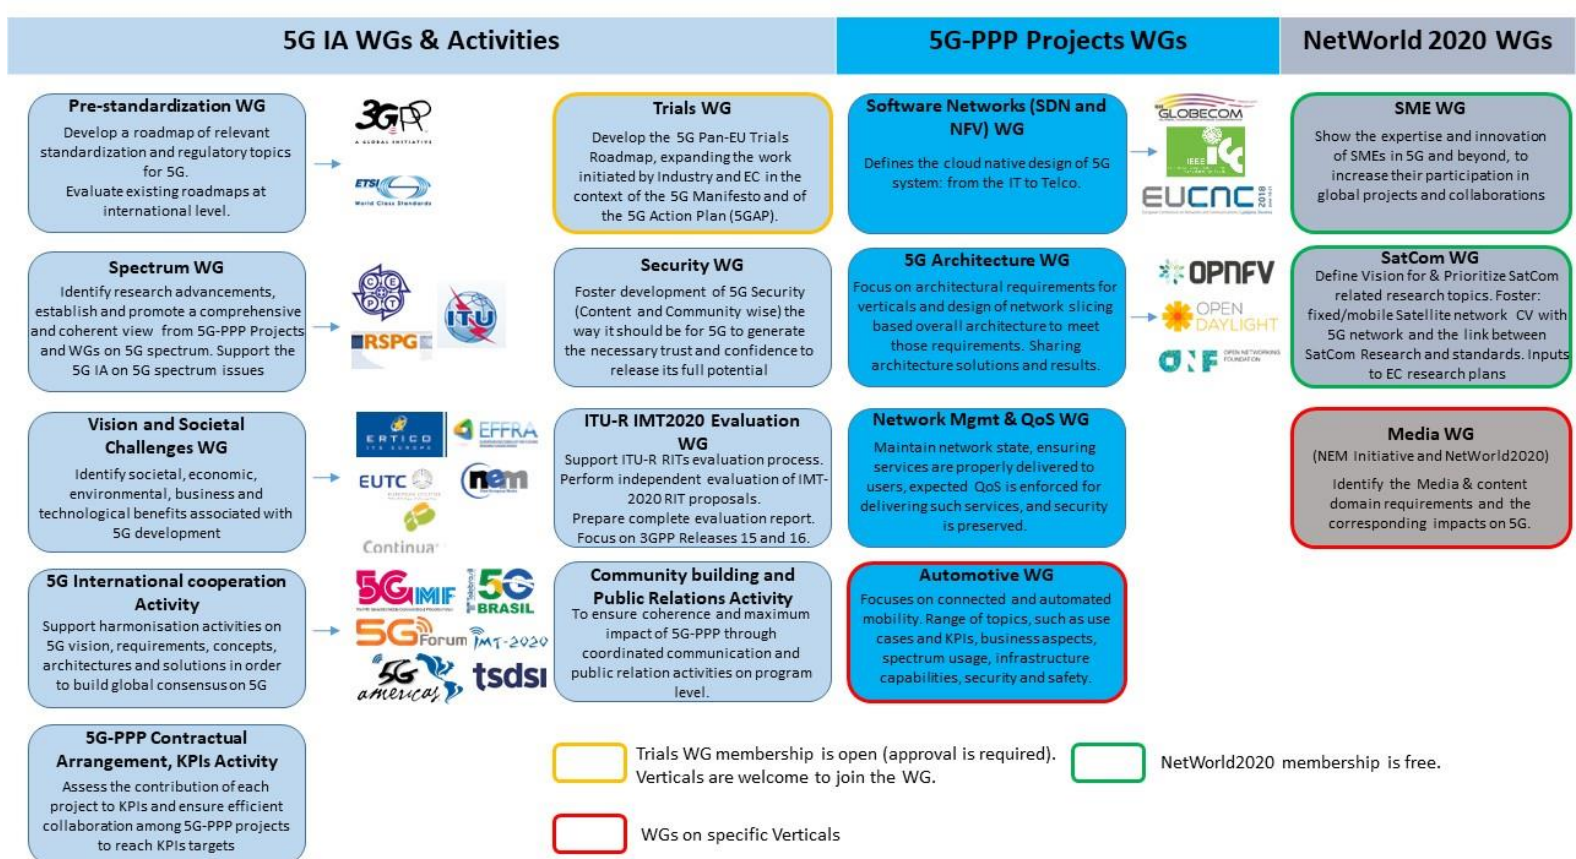 5G IA WGs & Activities
5G-PPP Projects WGs
NetWorld 2020 WGs
Pre-standardization WG
Develop a roadmap of relevant
standardization and regulatory topics
for 5G.
Evaluate existing roadmaps at
international level.
3GPP
A GLOBAL INITIATIVE
ETSI
World Class Standards
Trials WG
Develop the 5G Pan-EU Trials
Roadmap, expanding the work
initiated by Industry and EC in the
context of the 5G Manifesto and of
the 5G Action Plan (5GAP).
Software Networks (SDN and
NFV) WG
Defines the cloud native design of 5G
system: from the IT to Telco.
GLOBECOM
IEEE icc
EUCNC 2018
SME WG
Show the expertise and innovation
of SMEs in 5G and beyond, to
increase their participation in
global projects and collaborations
Spectrum WG
Identify research advancements,
establish and promote a comprehensive
and coherent view from 5G-PPP Projects
and WGs on 5G spectrum. Support the
5G IA on 5G spectrum issues
CEPT
ITU
RSPG
Security WG
Foster development of 5G Security
(Content and Community wise) the
way it should be for 5G to generate
the necessary trust and confidence to
release its full potential
5G Architecture WG
Focus on architectural requirements for
verticals and design of network slicing
based overall architecture to meet
those requirements. Sharing
architecture solutions and results.
OPNFV
OPEN
DAYLIGHT
ONF
OPEN NETWORKING
FOUNDATION
SatCom WG
Define Vision for & Prioritize SatCom
related research topics. Foster:
fixed/mobile Satellite network CV with
5G network and the link between
SatCom Research and standards. Inputs
to EC research plans
Vision and Societal
Challenges WG
Identify societal, economic,
environmental, business and
technological benefits associated with
5G development
ERTICO
ITS EUROPE
EFFRA
EUTC
nem
Continua
ITU-R IMT2020 Evaluation
WG
Support ITU-R RITs evaluation process.
Perform independent evaluation of IMT-
2020 RIT proposals.
Prepare complete evaluation report.
Focus on 3GPP Releases 15 and 16.
Network Mgmt & QoS WG
Maintain network state, ensuring
services are properly delivered to
users, expected QoS is enforced for
delivering such services, and security
is preserved.
Media WG
(NEM Initiative and NetWorld2020)
Identify the Media & content
domain requirements and the
corresponding impacts on 5G.
5G International cooperation
Activity
Support harmonisation activities on
5G vision, requirements, concepts,
architectures and solutions in order
to build global consensus on 5G
5GMF
Telebrasil
5G
BRASIL
5G Forum
IMT-2020
5G
americas
tsdsi
Community building and
Public Relations Activity
To ensure coherence and maximum
impact of 5G-PPP through
coordinated communication and
public relation activities on program
level.
Automotive WG
Focuses on connected and automated
mobility. Range of topics, such as use
cases and KPIs, business aspects,
spectrum usage, infrastructure
capabilities, security and safety.
5G-PPP Contractual
Arrangement, KPIs Activity
Assess the contribution of each
project to KPIs and ensure efficient
collaboration among 5G-PPP projects
to reach KPIs targets
Trials WG membership is open (approval is required).
Verticals are welcome to join the WG.
NetWorld2020 membership is free.
WGs on specific Verticals